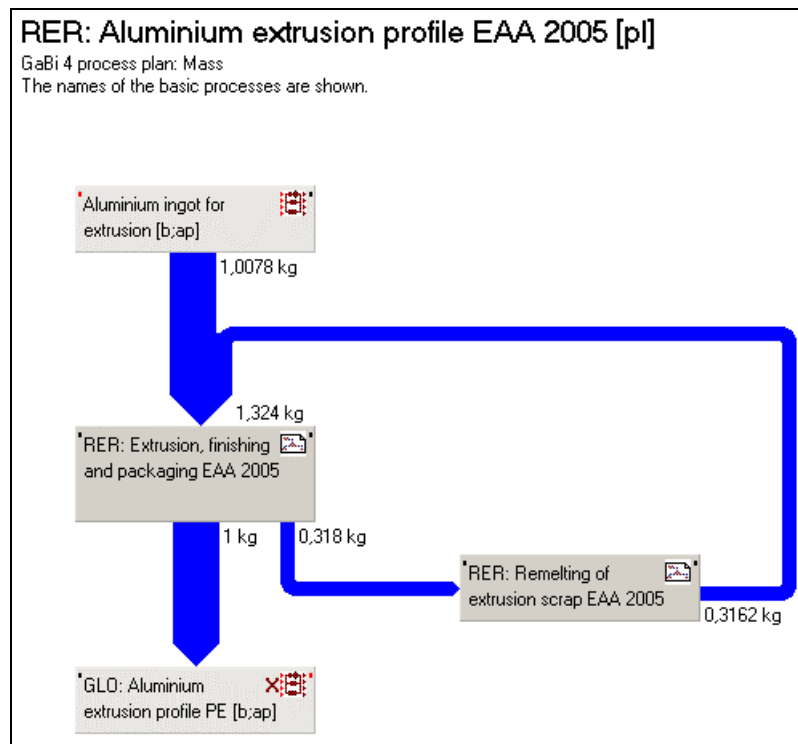 RER: Aluminium extrusion profile EAA 2005 [pl]
GaBi 4 process plan: Mass
The names of the basic processes are shown.
Aluminium ingot for
extrusion [b;ap]
1,0078 kg
1,324 kg
RER: Extrusion, finishing
and packaging EAA 2005
1 kg
0,318 kg
RER: Remelting of
extrusion scrap EAA 2005
0,3162 kg
GLO: Aluminium
extrusion profile PE [b;ap]